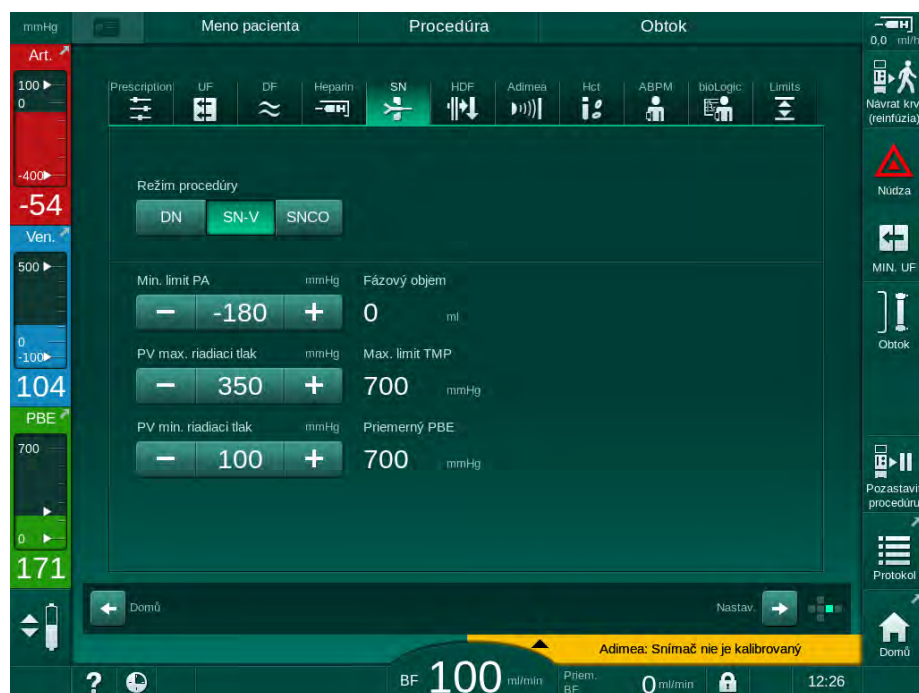 mmHg
Meno pacienta
Procedúra
Obtok
0,0 ml/h
Art.
100
0
-400
-54
Ven.
500
0
-100
104
PBE
700
0
171
Prescription
UF
DF
Heparin
SN
HDF
Adimea
Hct
ABPM
bioLogic
Limits
Režim procedúry
DN
SN-V
SNCO
Min. limit PA mmHg
Fázový objem
-180
0 ml
PV max. riadiaci tlak mmHg
Max. limit TMP
350
700 mmHg
PV min. riadiaci tlak mmHg
Priemerný PBE
100
700 mmHg
Návrat krvi
(reinfúzia)
Núdza
MIN. UF
Obtok
Pozastaviť
procedúru
Protokol
Domů
Domů
Nastav.
Adimea: Snímač nie je kalibrovaný
BF 100 ml/min
Priem.
BF
0 ml/min
12:26